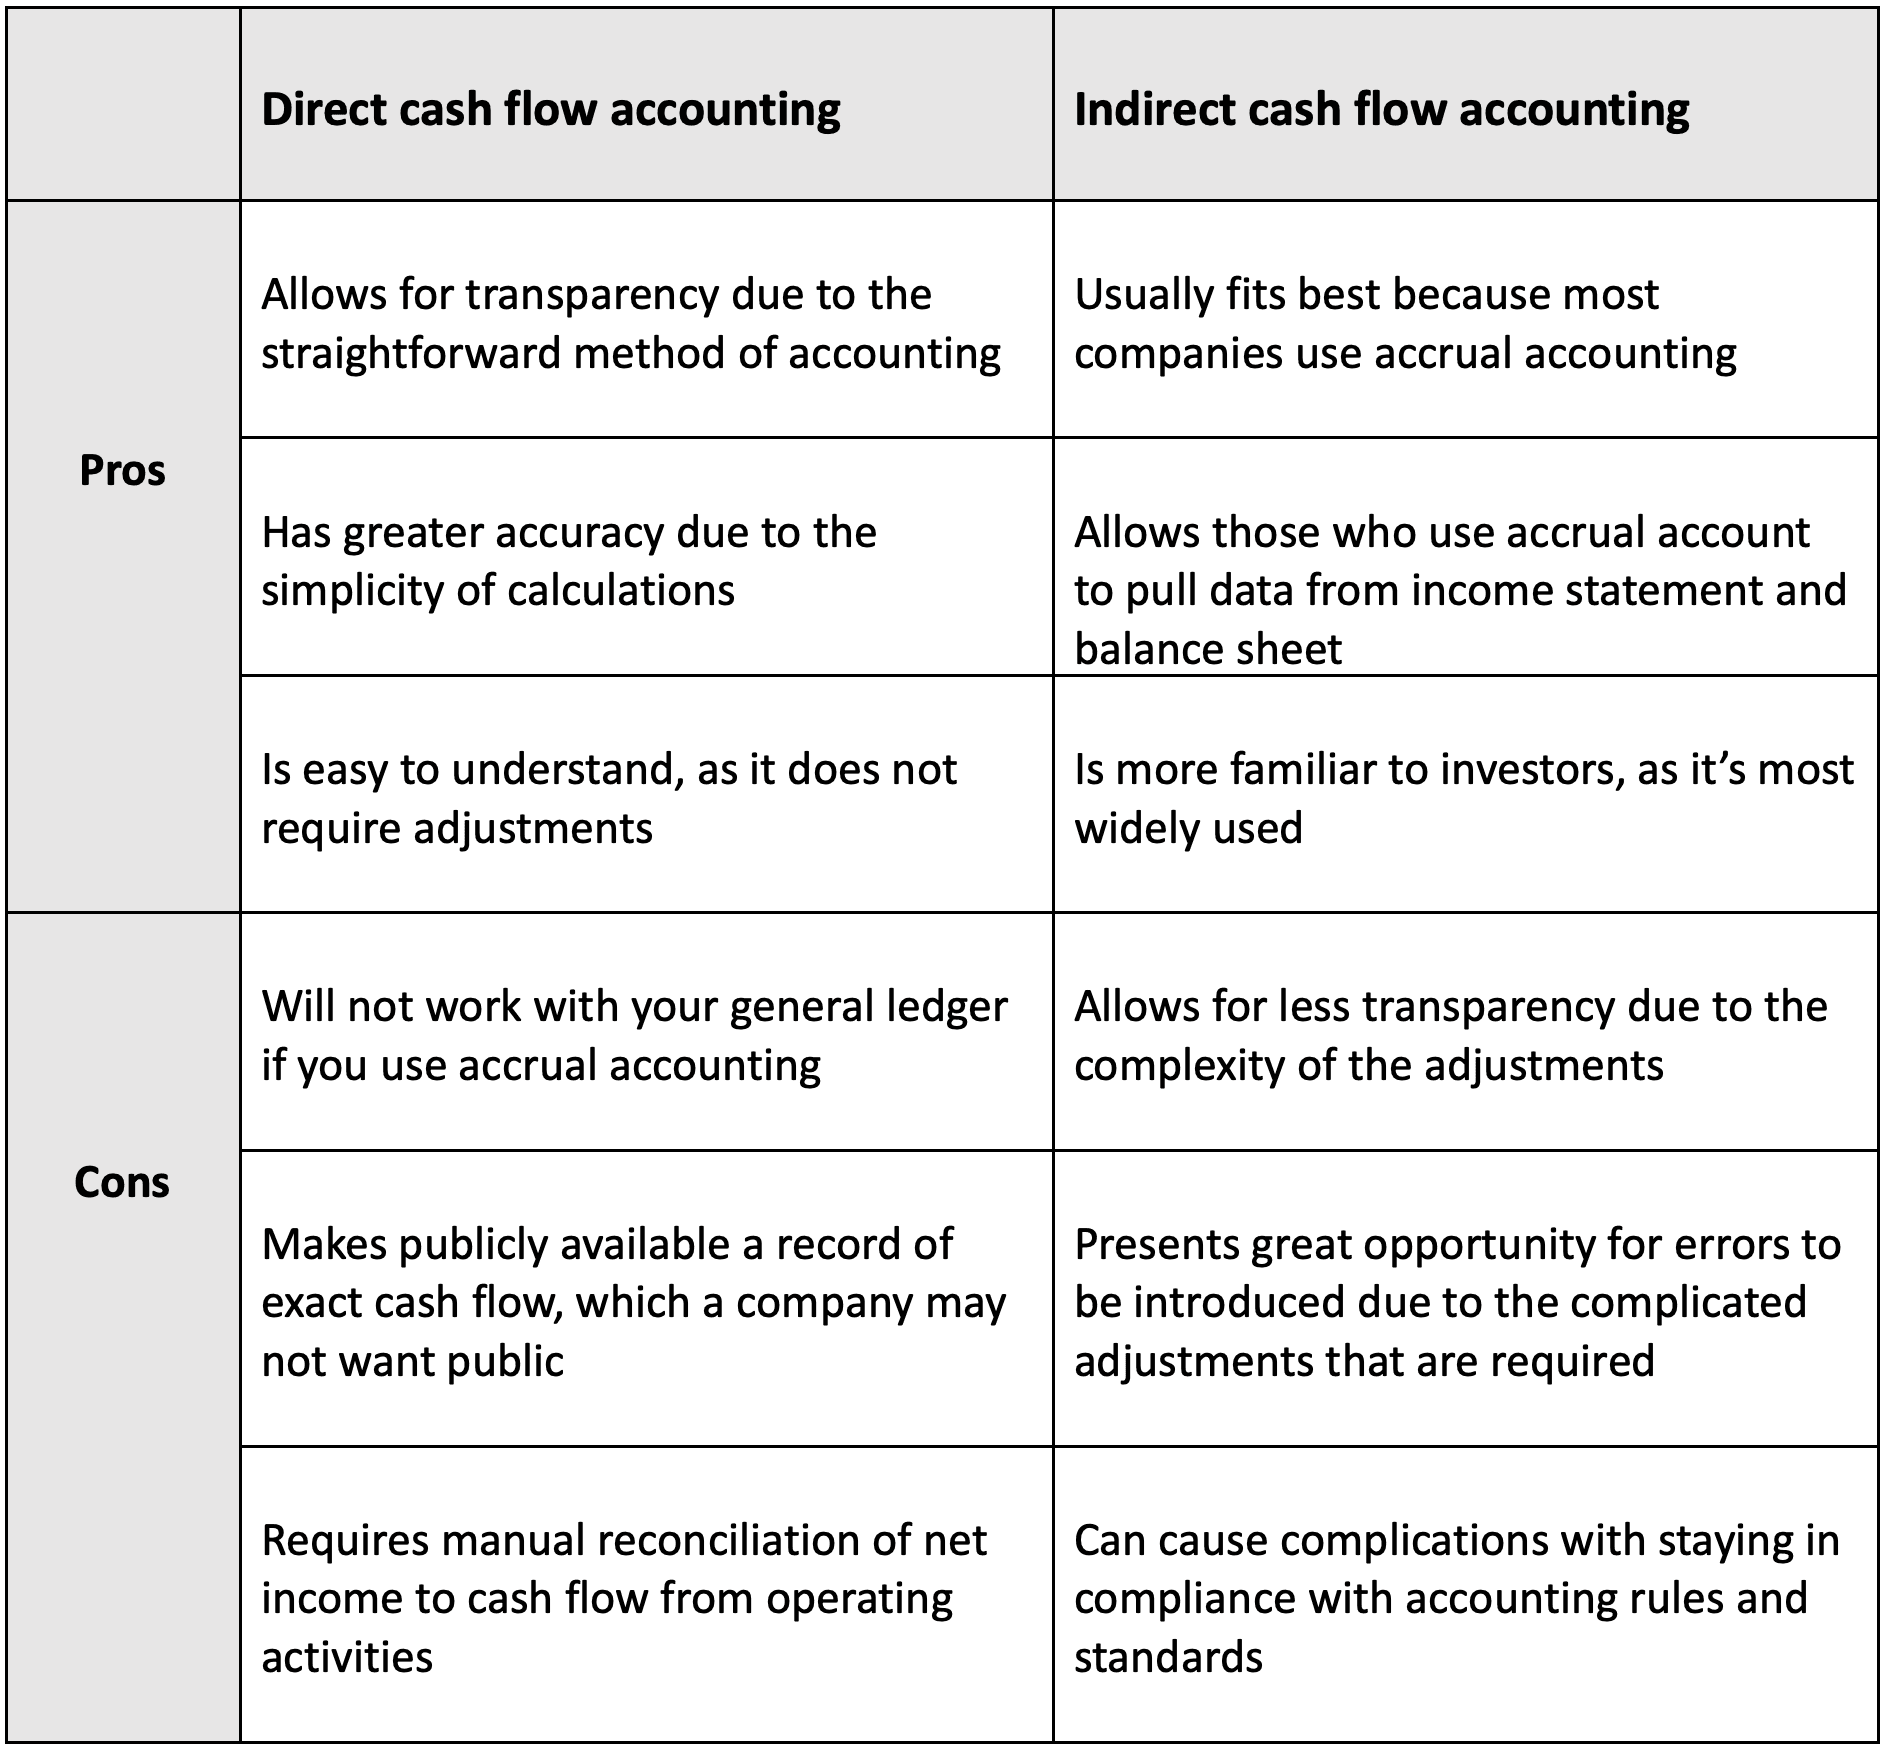 Direct cash flow accounting
Indirect cash flow accounting
Pros
Allows for transparency due to the
straightforward method of accounting
Usually fits best because most
companies use accrual accounting
Has greater accuracy due to the
simplicity of calculations
Allows those who use accrual account
to pull data from income statement and
balance sheet
Is easy to understand, as it does not
require adjustments
Is more familiar to investors, as it’s most
widely used
Cons
Will not work with your general ledger
if you use accrual accounting
Allows for less transparency due to the
complexity of the adjustments
Makes publicly available a record of
exact cash flow, which a company may
not want public
Presents great opportunity for errors to
be introduced due to the complicated
adjustments that are required
Requires manual reconciliation of net
income to cash flow from operating
activities
Can cause complications with staying in
compliance with accounting rules and
standards